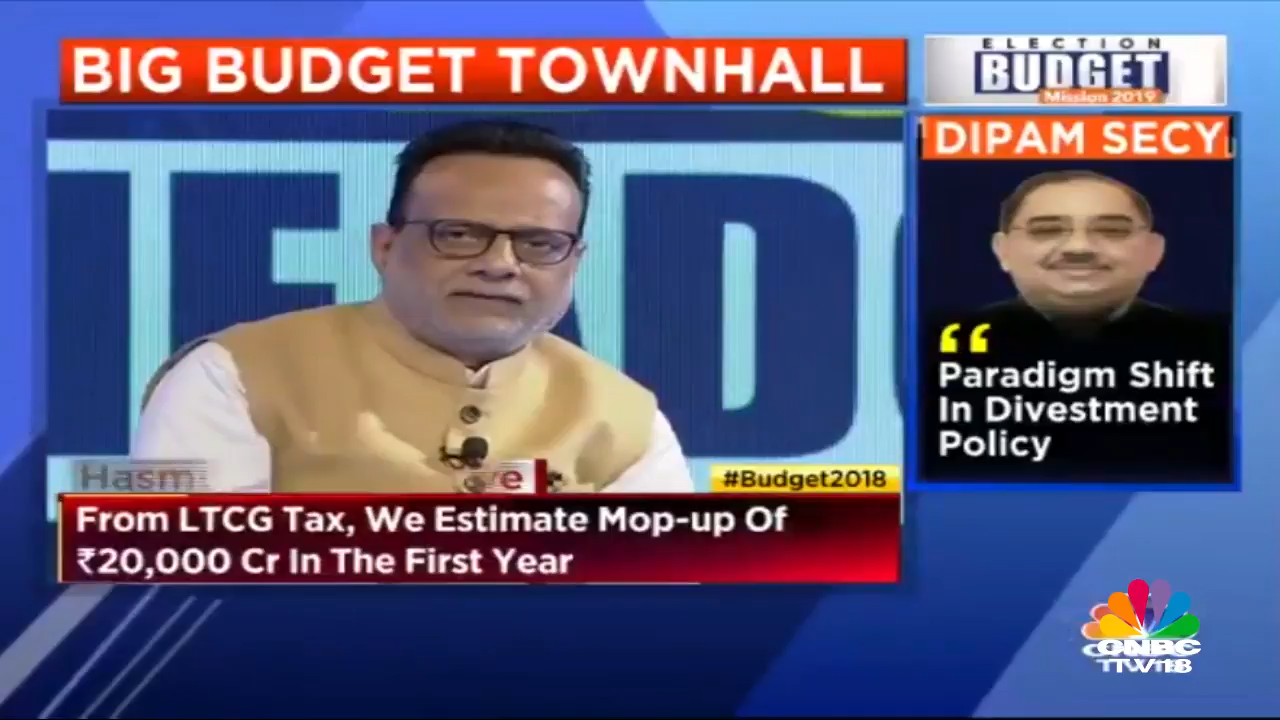 BIG BUDGET TOWNHALL
ELECTION
BUDGET
Mission 2019
DIPAM SECY
Paradigm Shift
In Divestment
Policy
Hasm
#Budget2018
From LTCG Tax, We Estimate Mop-up Of
₹20,000 Cr In The First Year
CNBC
TV18